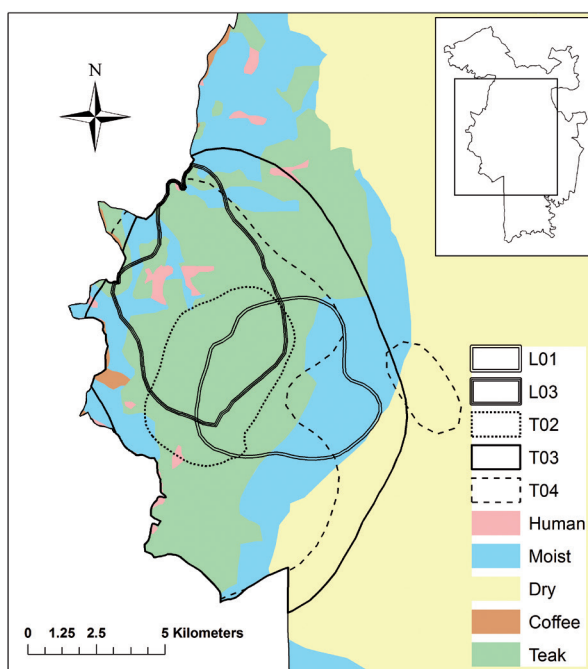 N
L01
L03
T02
T03
T04
Human
Moist
Dry
Coffee
Teak
0 1.25 2.5 5 Kilometers